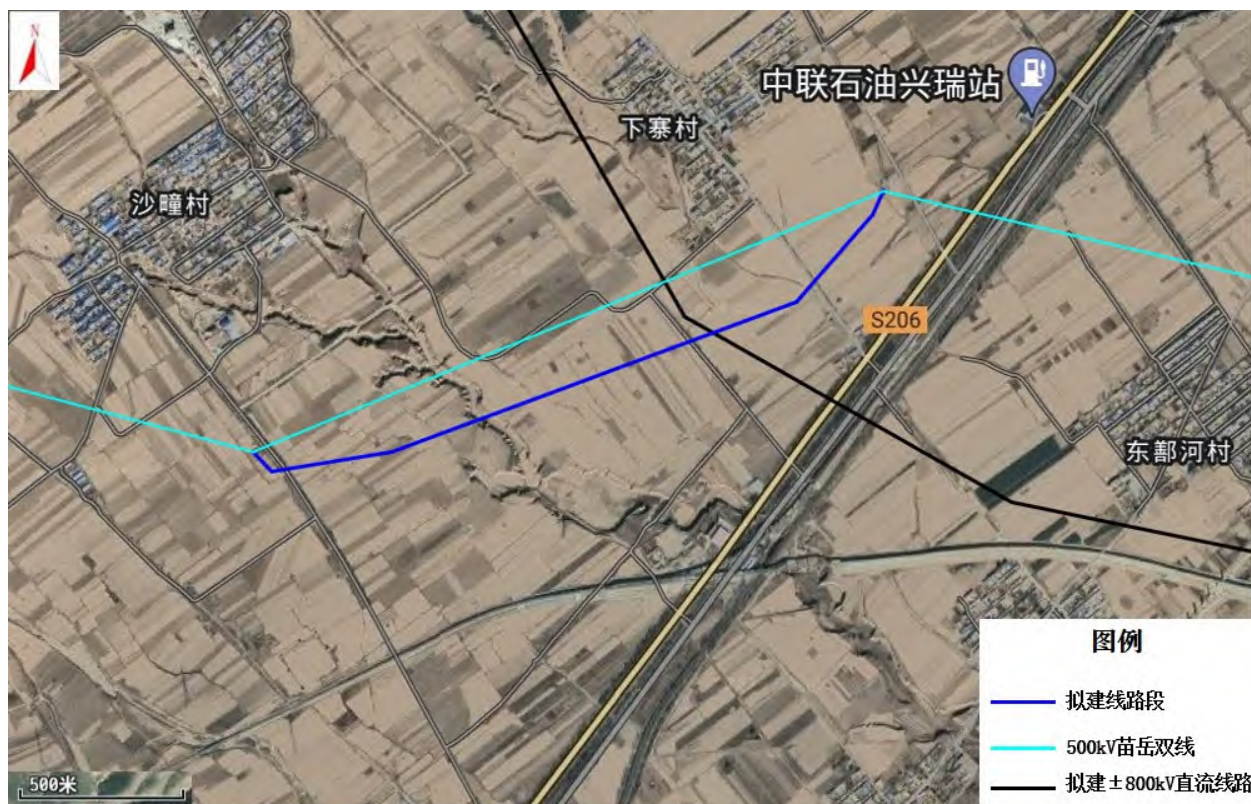 N
中联石油兴瑞站
下寨村
沙疃村
S206
东鄯河村
图例
拟建线路段
500kV苗岳双线
拟建±800kV直流线路
500米